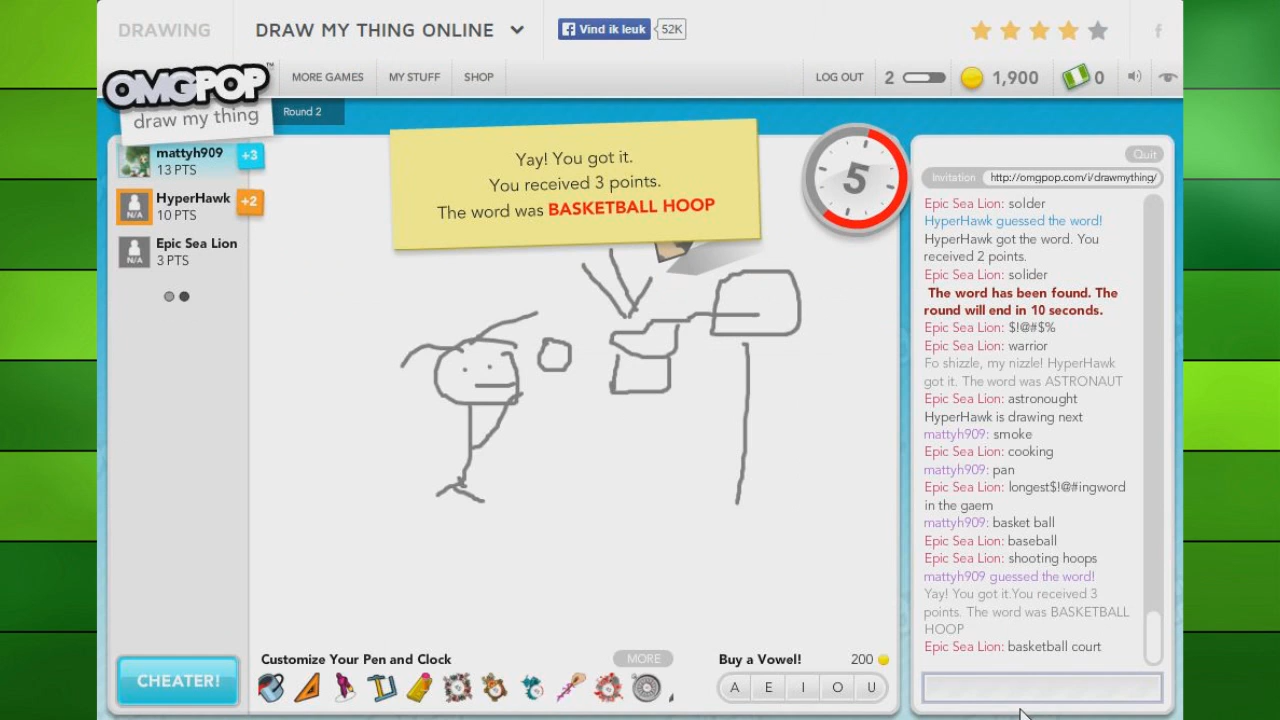 DRAWING
DRAW MY THING ONLINE
Vind ik leuk
52K
OMGPOP
TM
draw my thing
MORE GAMES
MY STUFF
SHOP
LOG OUT
2
1,900
0
Round 2
mattyh909
13 PTS
+3
HyperHawk
10 PTS
+2
N/A
Epic Sea Lion
3 PTS
N/A
Yay! You got it.
You received 3 points.
The word was BASKETBALL HOOP
5
Quit
Invitation http://omgpop.com/i/drawmything/
Epic Sea Lion: solder
HyperHawk guessed the word!
HyperHawk got the word. You
received 2 points.
Epic Sea Lion: solider
The word has been found. The
round will end in 10 seconds.
Epic Sea Lion: $!@#$%
Epic Sea Lion: warrior
Fo shizzle, my nizzle! HyperHawk
got it. The word was ASTRONAUT
Epic Sea Lion: astronought
HyperHawk is drawing next
mattyh909: smoke
Epic Sea Lion: cooking
mattyh909: pan
Epic Sea Lion: longest$!@#ingword
in the gaem
mattyh909: basket ball
Epic Sea Lion: baseball
Epic Sea Lion: shooting hoops
mattyh909 guessed the word!
Yay! You got it.You received 3
points. The word was BASKETBALL
HOOP
Epic Sea Lion: basketball court
CHEATER!
Customize Your Pen and Clock
MORE
Buy a Vowel!
200
A E I O U